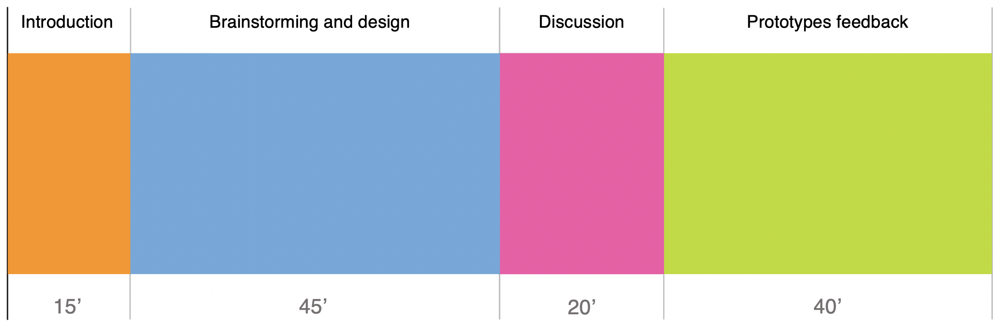 Introduction
Brainstorming and design
Discussion
Prototypes feedback
15’
45’
20’
40’